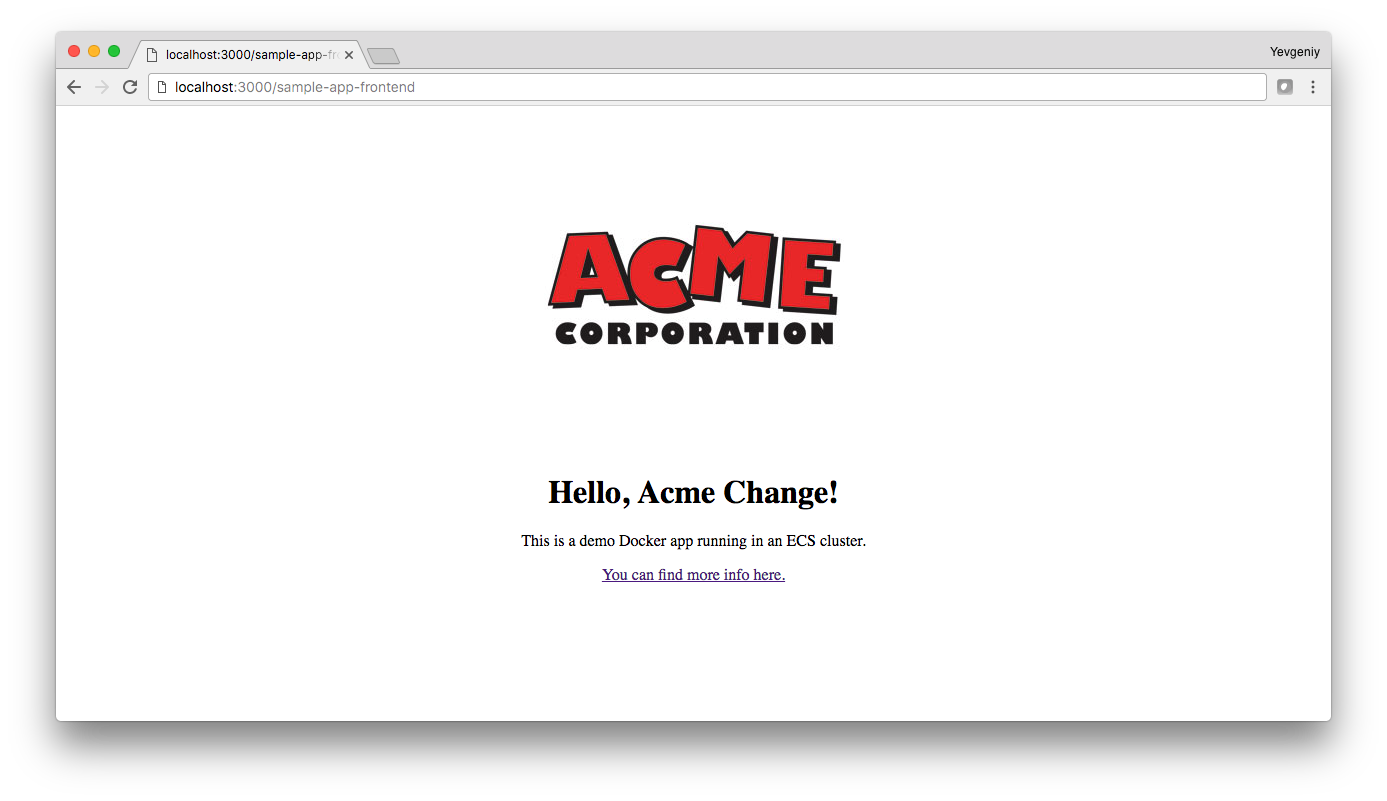 localhost:3000/sample-app-fr
Yevgeniy
localhost:3000/sample-app-frontend
ACME
CORPORATION
Hello, Acme Change!
This is a demo Docker app running in an ECS cluster.
You can find more info here.